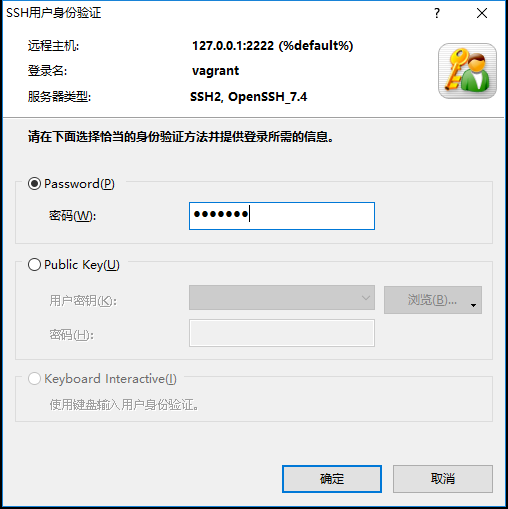 SSH用户身份验证
远程主机: 127.0.0.1:2222 (%default%)
登录名: vagrant
服务器类型: SSH2, OpenSSH_7.4
请在下面选择恰当的身份验证方法并提供登录所需的信息。
Password(P)
密码(W): ●●●●●●●
Public Key(U)
用户密钥(K): 浏览(B)...
密码(H):
Keyboard Interactive(I)
使用键盘输入用户身份验证。
确定 取消